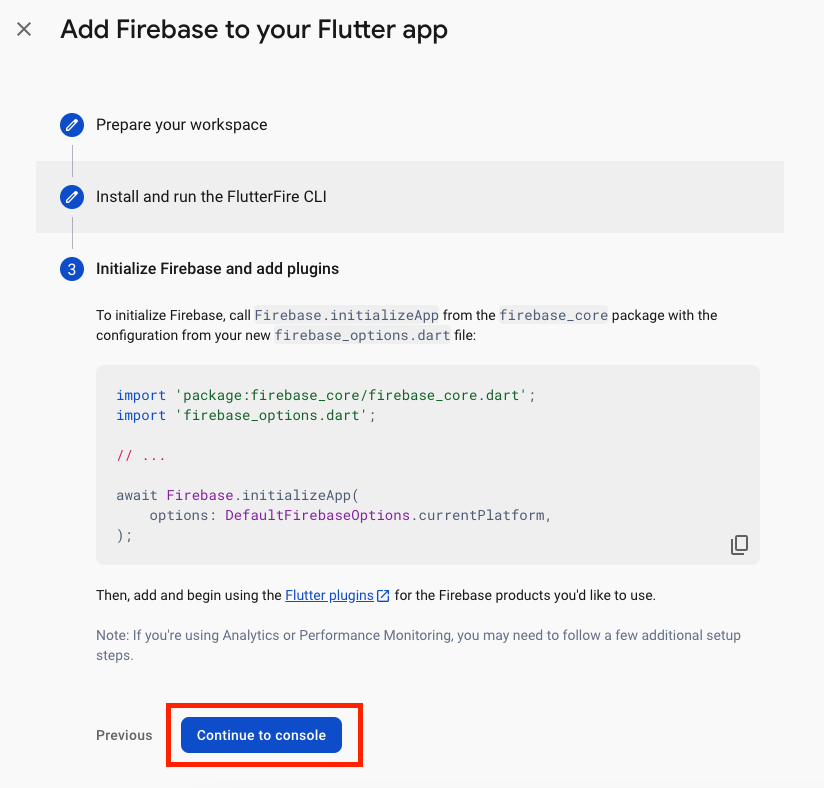 Add Firebase to your Flutter app
Prepare your workspace
Install and run the FlutterFire CLI
3 Initialize Firebase and add plugins
To initialize Firebase, call Firebase.initializeApp from the firebase_core package with the
configuration from your new firebase_options.dart file:
import 'package:firebase_core/firebase_core.dart';
import 'firebase_options.dart';
// ...
await Firebase.initializeApp(
    options: DefaultFirebaseOptions.currentPlatform,
);
Then, add and begin using the Flutter plugins for the Firebase products you'd like to use.
Note: If you're using Analytics or Performance Monitoring, you may need to follow a few additional setup
steps.
Previous Continue to console